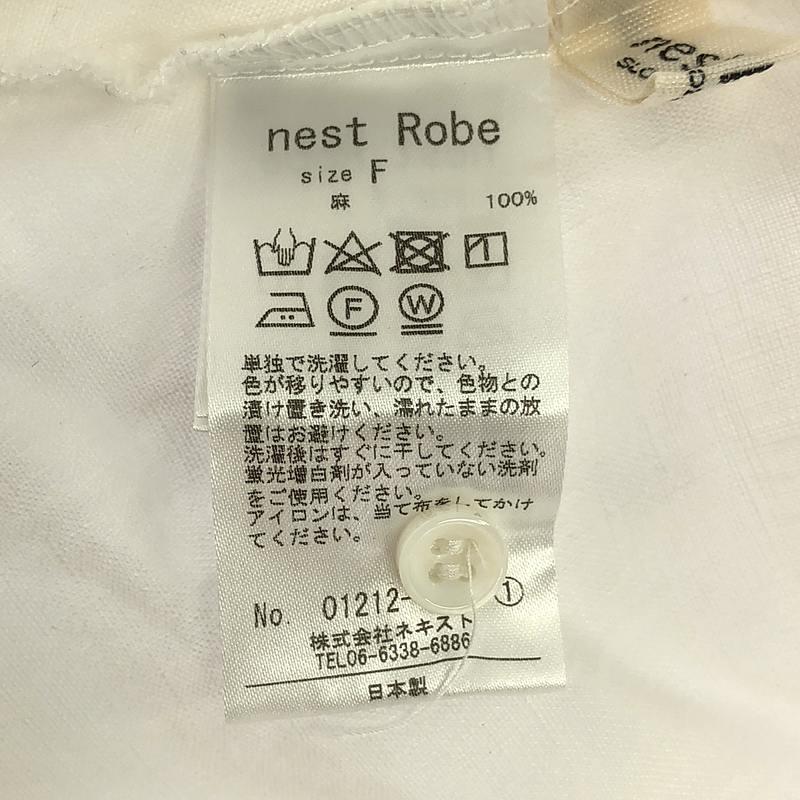 nest Robe
size F
麻 100%
F W
単独で洗濯してください。
色が移りやすいので、色物との
漬け置き洗い、濡れたままの放
置はお避けください。
洗濯後はすぐに干してください。
蛍光増白剤が入っていない洗剤
をご使用ください。
アイロンは、当て布をしてかけ
てください。
No. 01212- ①
株式会社ネキスト
TEL06-6338-6886
日本製